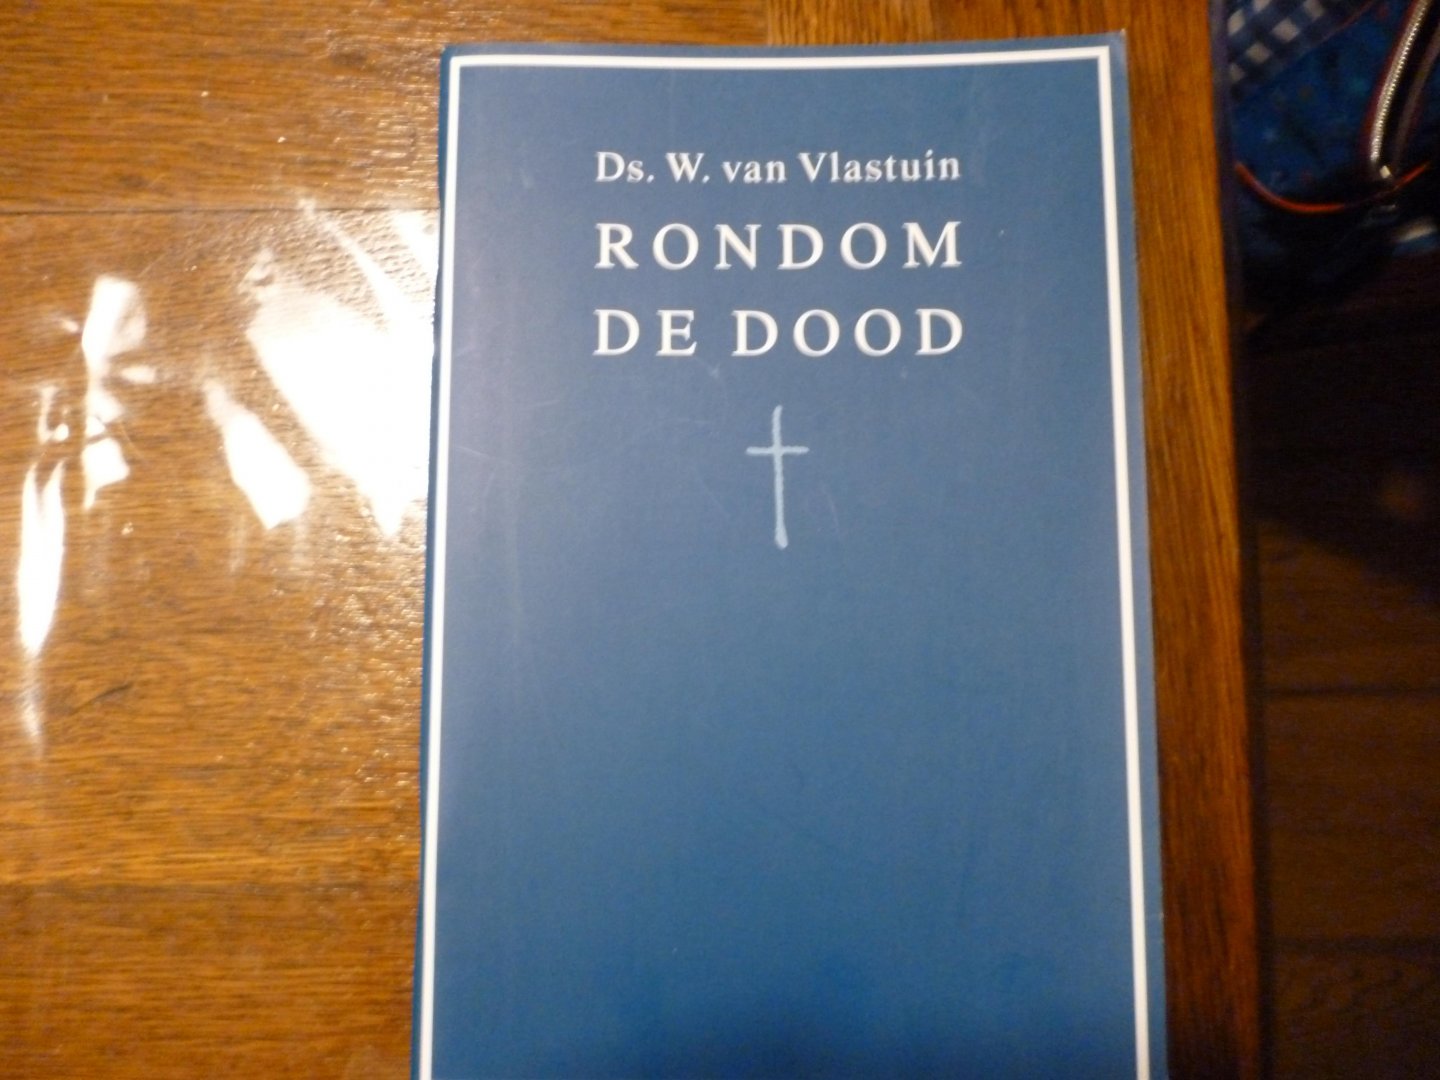 Ds. W. van Vlastuin
RONDOM
DE DOOD